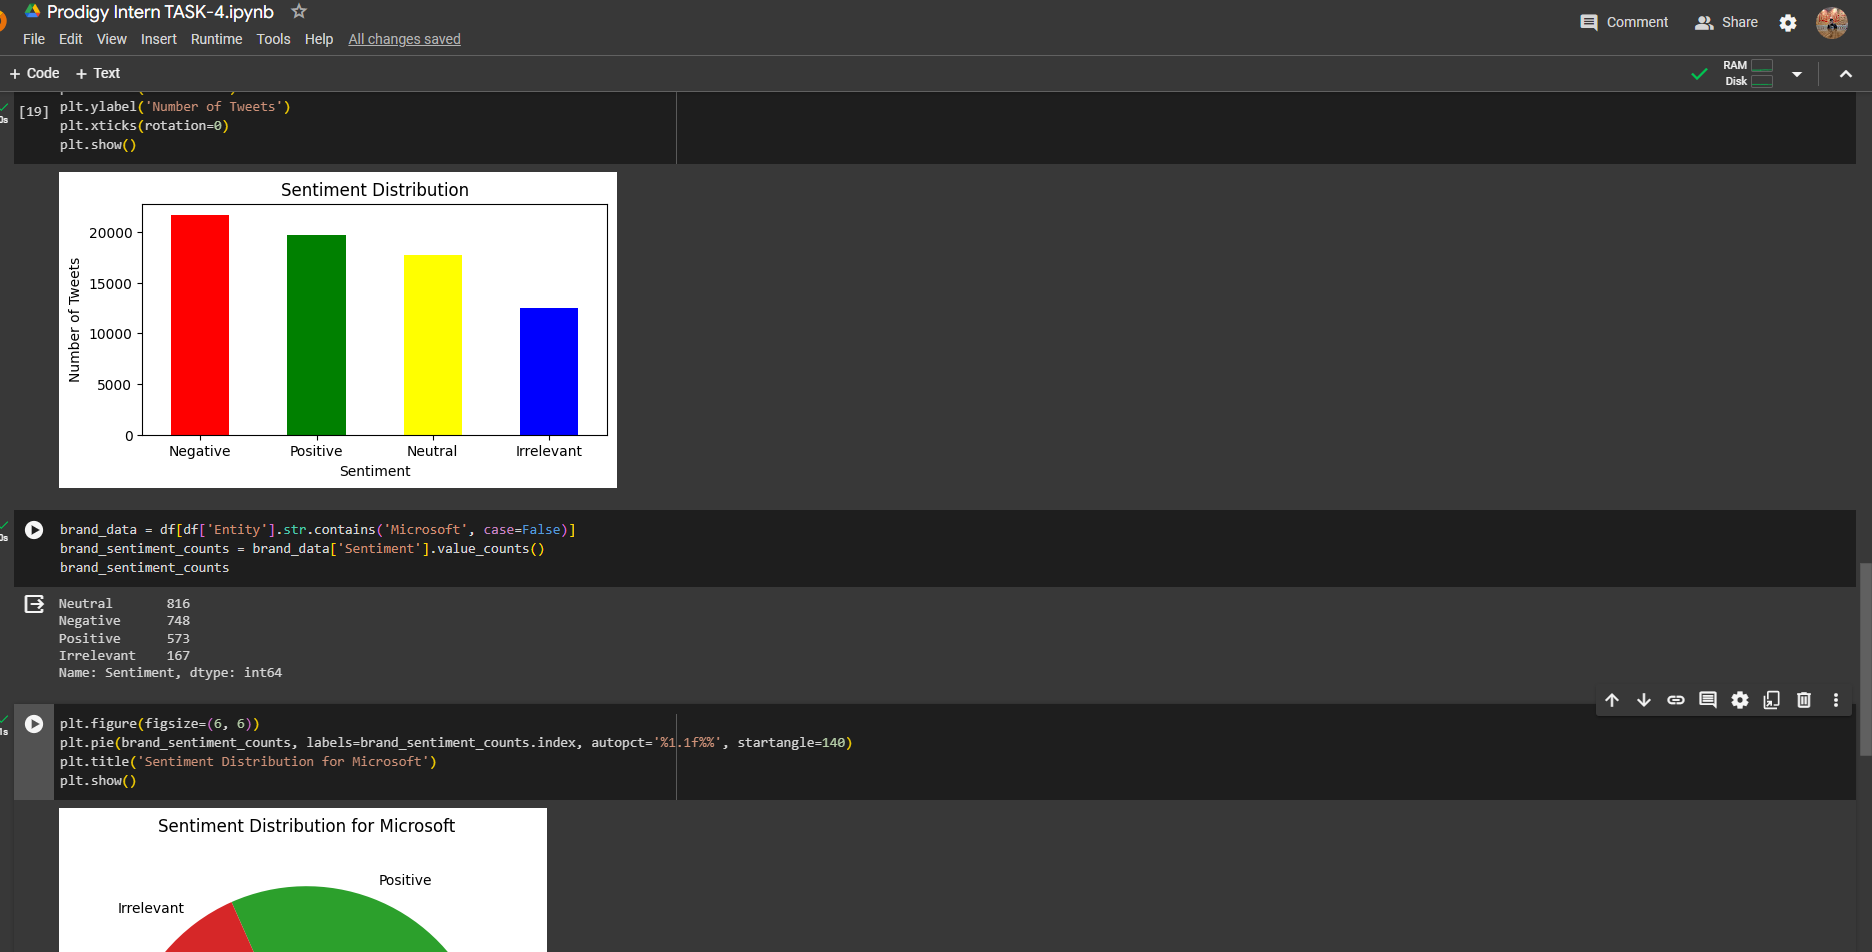 Prodigy Intern TASK-4.ipynb
File Edit View Insert Runtime Tools Help All changes saved
Comment Share
+ Code + Text
RAM
Disk
[19]
plt.ylabel('Number of Tweets')
plt.xticks(rotation=0)
plt.show()
Sentiment Distribution
20000
15000
10000
5000
0
Number of Tweets
Negative Positive Neutral Irrelevant
Sentiment
brand_data = df[df['Entity'].str.contains('Microsoft', case=False)]
brand_sentiment_counts = brand_data['Sentiment'].value_counts()
brand_sentiment_counts
Neutral 816
Negative 748
Positive 573
Irrelevant 167
Name: Sentiment, dtype: int64
plt.figure(figsize=(6, 6))
plt.pie(brand_sentiment_counts, labels=brand_sentiment_counts.index, autopct='%1.1f%%', startangle=140)
plt.title('Sentiment Distribution for Microsoft')
plt.show()
Sentiment Distribution for Microsoft
Positive
Irrelevant